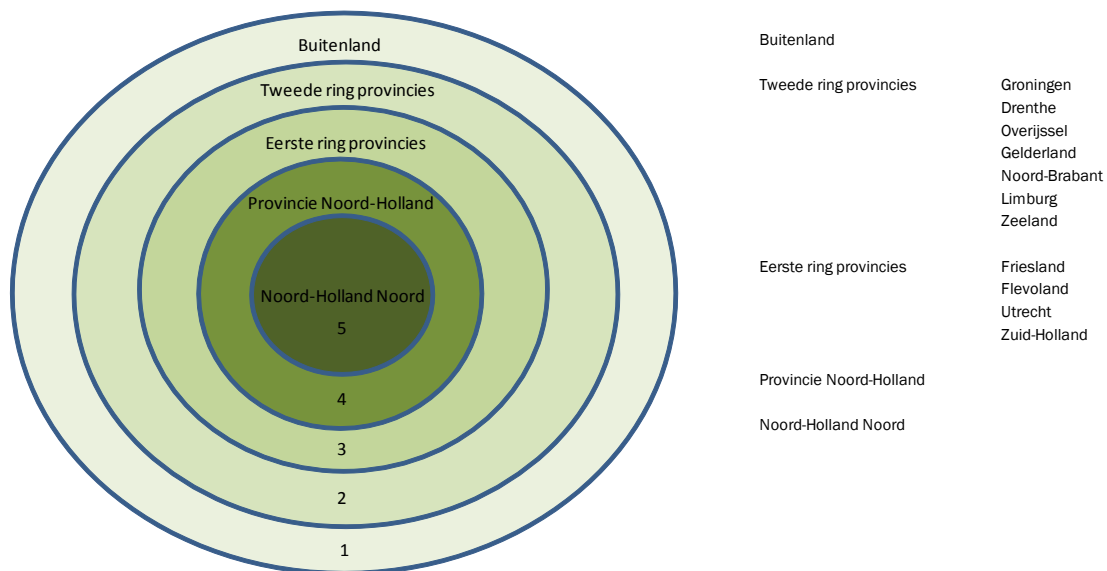 Buitenland
Tweede ring provincies
Eerste ring provincies
Provincie Noord-Holland
Noord-Holland Noord
5
4
3
2
1
Buitenland
Tweede ring provincies Groningen
Drenthe
Overijssel
Gelderland
Noord-Brabant
Limburg
Zeeland
Eerste ring provincies Friesland
Flevoland
Utrecht
Zuid-Holland
Provincie Noord-Holland
Noord-Holland Noord